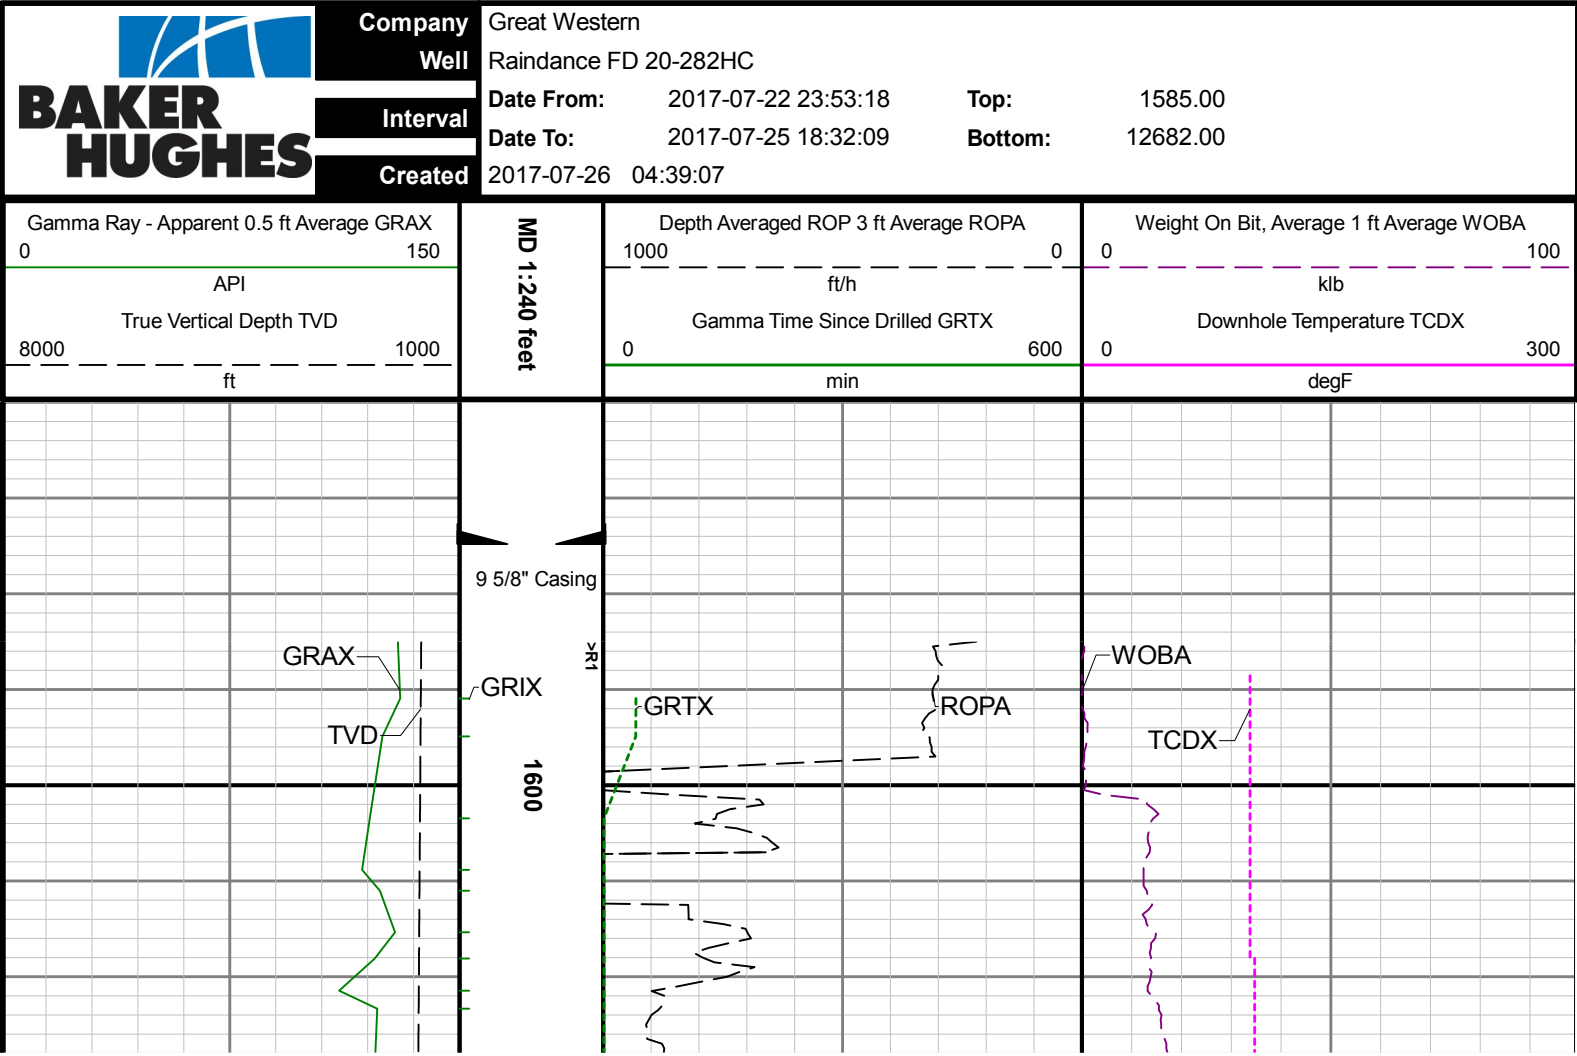 BAKER
HUGHES
Company Great Western
Well Raindance FD 20-282HC
Interval
Date From: 2017-07-22 23:53:18 Top: 1585.00
Date To: 2017-07-25 18:32:09 Bottom: 12682.00
Created 2017-07-26 04:39:07
Gamma Ray - Apparent 0.5 ft Average GRAX
0 150
API
True Vertical Depth TVD
8000 1000
ft
MD 1:240 feet
Depth Averaged ROP 3 ft Average ROPA
1000 0
ft/h
Gamma Time Since Drilled GRTX
0 600
min
Weight On Bit, Average 1 ft Average WOBA
0 100
klb
Downhole Temperature TCDX
0 300
degF
9 5/8" Casing
>R1
GRAX
GRIX
TVD
1600
GRTX
ROPA
WOBA
TCDX